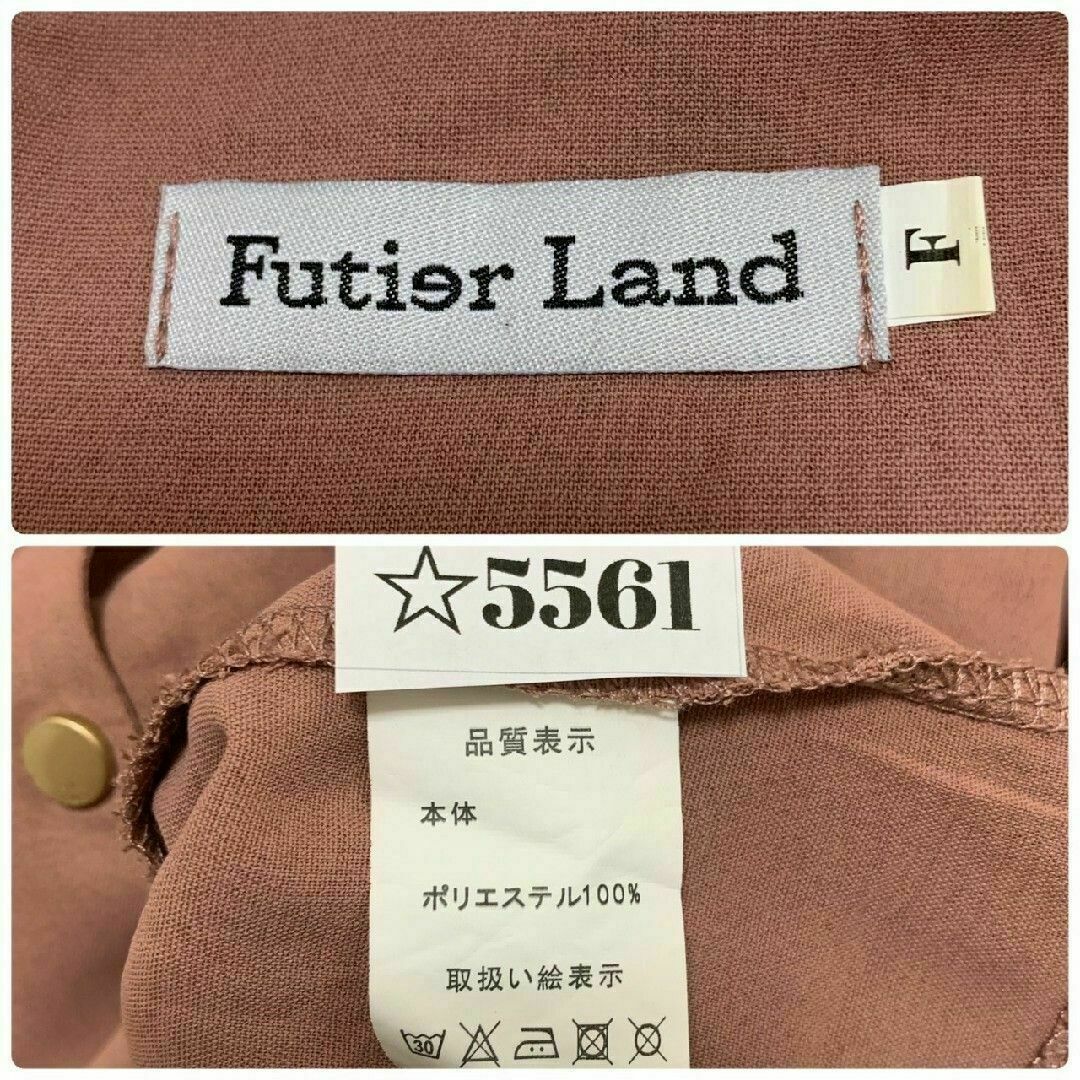 Futier Land
F
☆5561
品質表示
本体
ポリエステル100%
取扱い絵表示
30